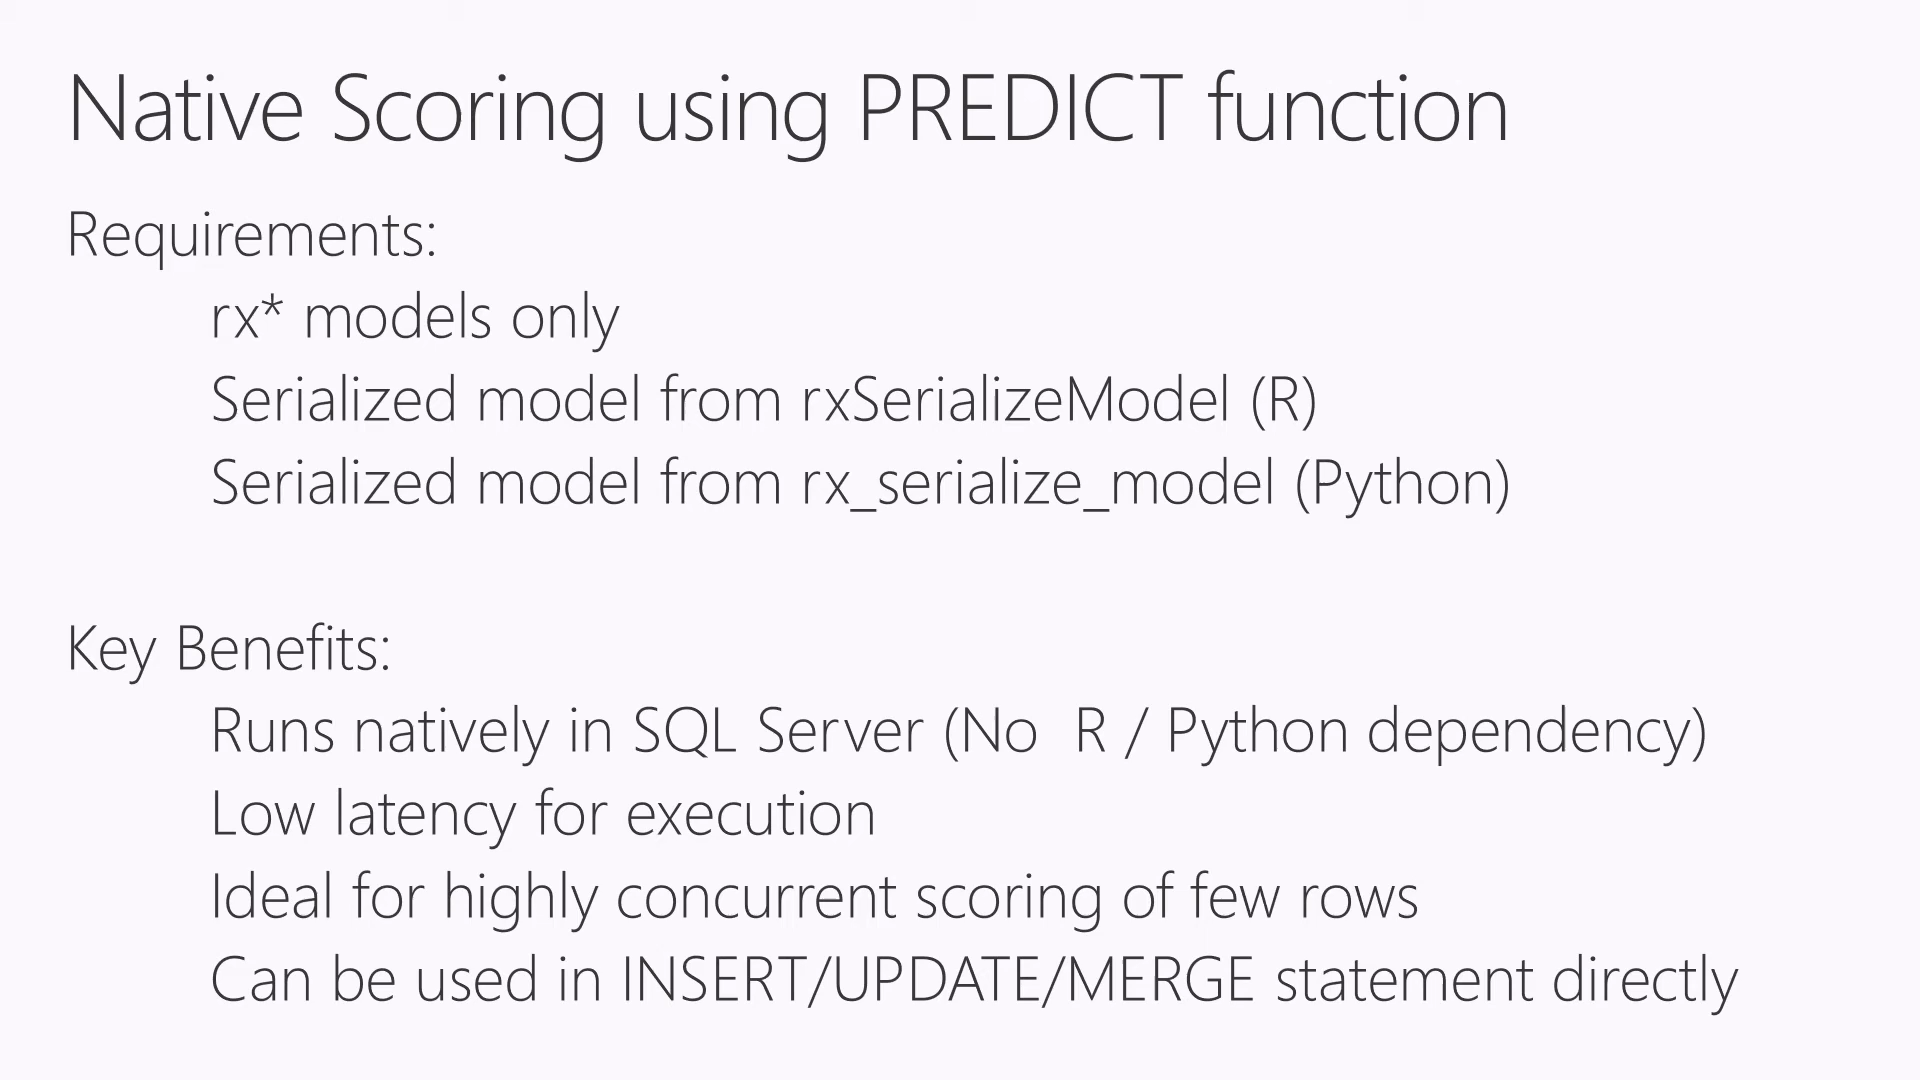 Native Scoring using PREDICT function
Requirements:
rx* models only
Serialized model from rxSerializeModel (R)
Serialized model from rx_serialize_model (Python)
Key Benefits:
Runs natively in SQL Server (No  R / Python dependency)
Low latency for execution
Ideal for highly concurrent scoring of few rows
Can be used in INSERT/UPDATE/MERGE statement directly